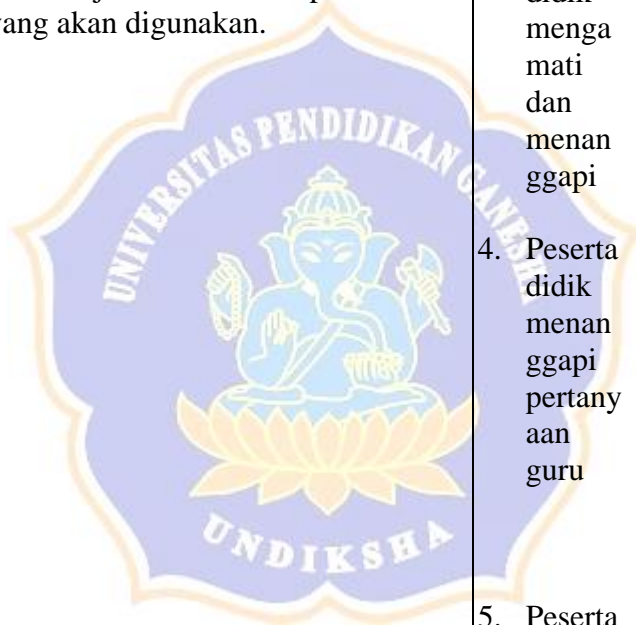 yang akan digunakan.
menga
mati
dan
menan
ggapi
4. Peserta
didik
menan
ggapi
pertany
aan
guru
5. Peserta
UNIVERSITAS PENDIDIKAN GANESHA
UNDIKSHA